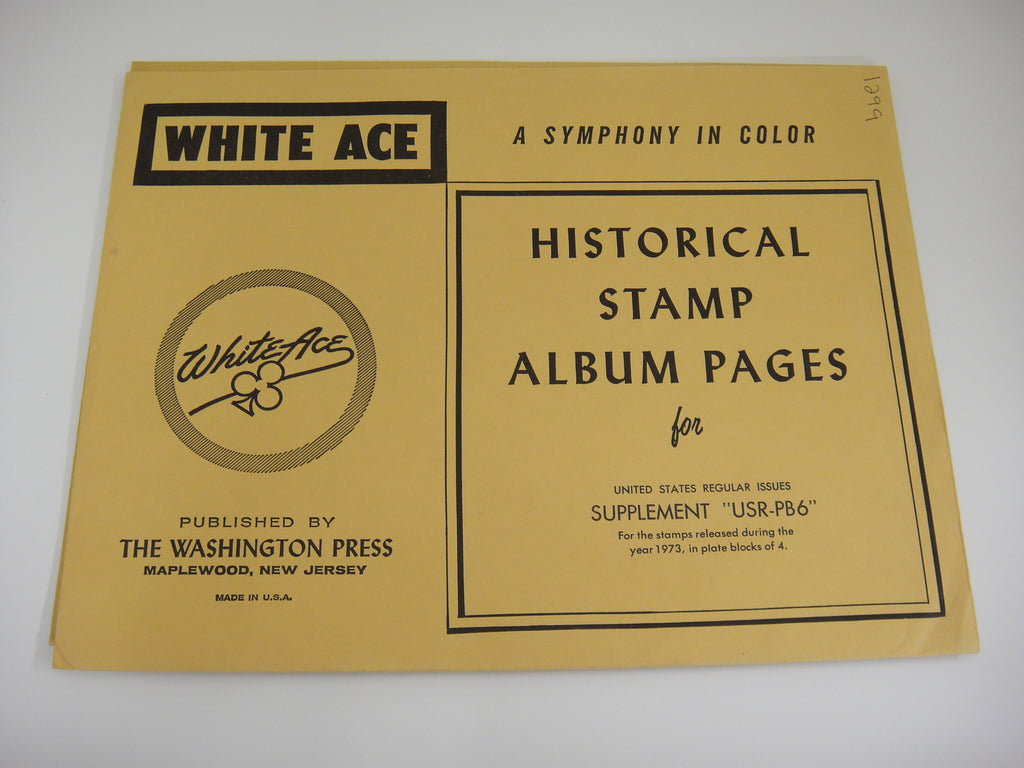 WHITE ACE
A SYMPHONY IN COLOR
1299
HISTORICAL
STAMP
ALBUM PAGES
for
UNITED STATES REGULAR ISSUES
SUPPLEMENT "USR-PB6"
For the stamps released during the
year 1973, in plate blocks of 4.
White Ace
PUBLISHED BY
THE WASHINGTON PRESS
MAPLEWOOD, NEW JERSEY
MADE IN U.S.A.